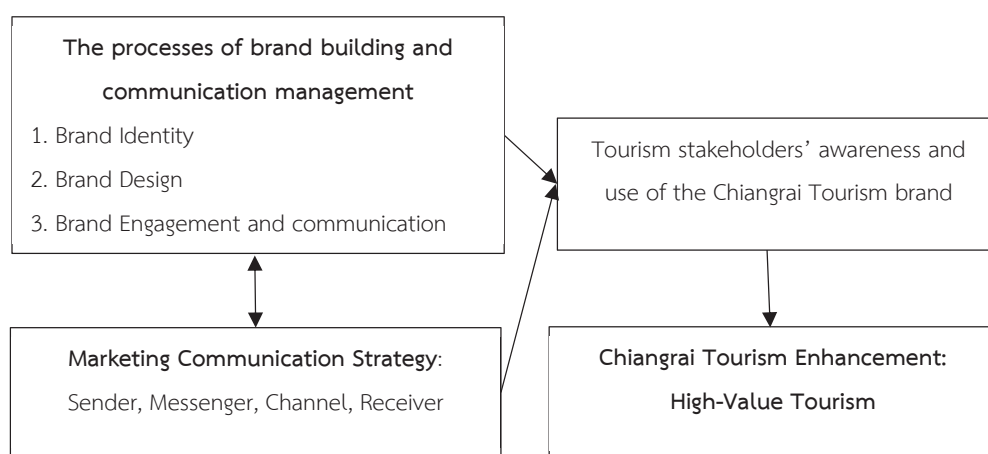 The processes of brand building and
communication management
1. Brand Identity
2. Brand Design
3. Brand Engagement and communication
Tourism stakeholders’ awareness and
use of the Chiangrai Tourism brand
Marketing Communication Strategy:
Sender, Messenger, Channel, Receiver
Chiangrai Tourism Enhancement:
High-Value Tourism